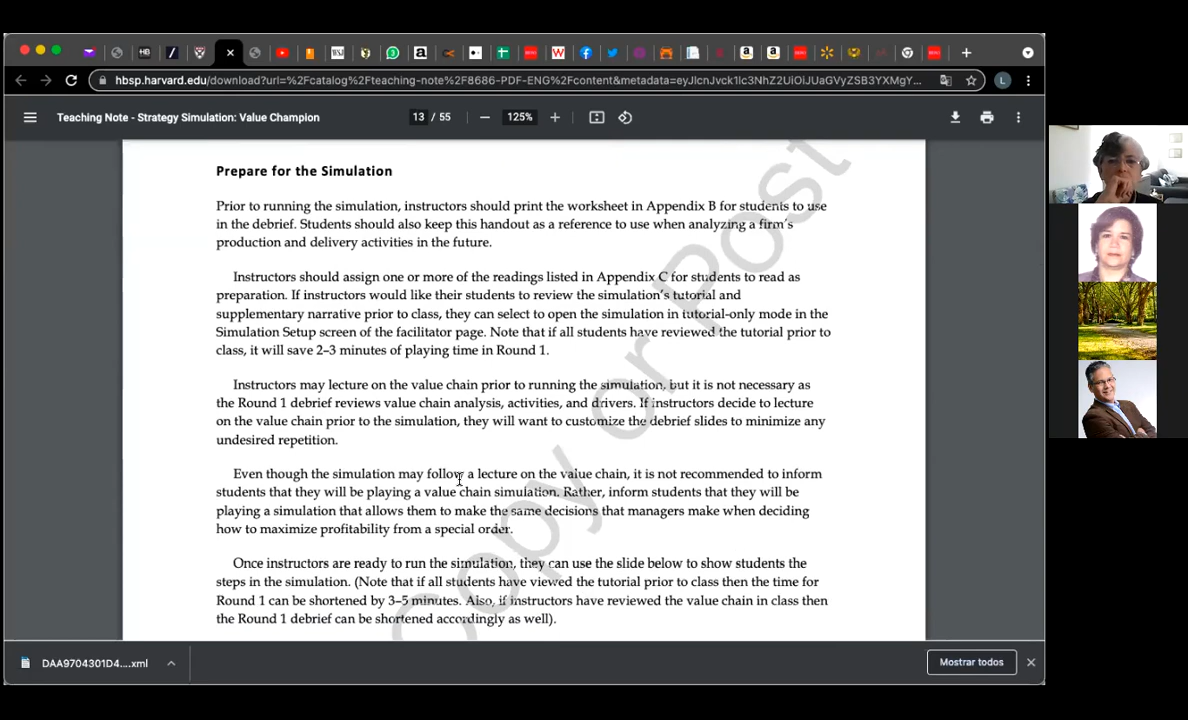 hbsp.harvard.edu/download?url=%2Fcatalog%2Fteaching-note%2F8686-PDF-ENG%2Fcontent&metadata=eyJlcnJvck1lc3NhZ2UiOiJUaGVyZSB3YXMgY...
L
Teaching Note - Strategy Simulation: Value Champion
13 / 55
125%
Prepare for the Simulation
Prior to running the simulation, instructors should print the worksheet in Appendix B for students to use
in the debrief. Students should also keep this handout as a reference to use when analyzing a firm's
production and delivery activities in the future.
Instructors should assign one or more of the readings listed in Appendix C for students to read as
preparation. If instructors would like their students to review the simulation's tutorial and
supplementary narrative prior to class, they can select to open the simulation in tutorial-only mode in the
Simulation Setup screen of the facilitator page. Note that if all students have reviewed the tutorial prior to
class, it will save 2–3 minutes of playing time in Round 1.
Instructors may lecture on the value chain prior to running the simulation, but it is not necessary as
the Round 1 debrief reviews value chain analysis, activities, and drivers. If instructors decide to lecture
on the value chain prior to the simulation, they will want to customize the debrief slides to minimize any
undesired repetition.
Even though the simulation may follow a lecture on the value chain, it is not recommended to inform
students that they will be playing a value chain simulation. Rather, inform students that they will be
playing a simulation that allows them to make the same decisions that managers make when deciding
how to maximize profitability from a special order.
Once instructors are ready to run the simulation, they can use the slide below to show students the
steps in the simulation. (Note that if all students have viewed the tutorial prior to class then the time for
Round 1 can be shortened by 3–5 minutes. Also, if instructors have reviewed the value chain in class then
the Round 1 debrief can be shortened accordingly as well).
Copy or Post
DAA9704301D4....xml
Mostrar todos